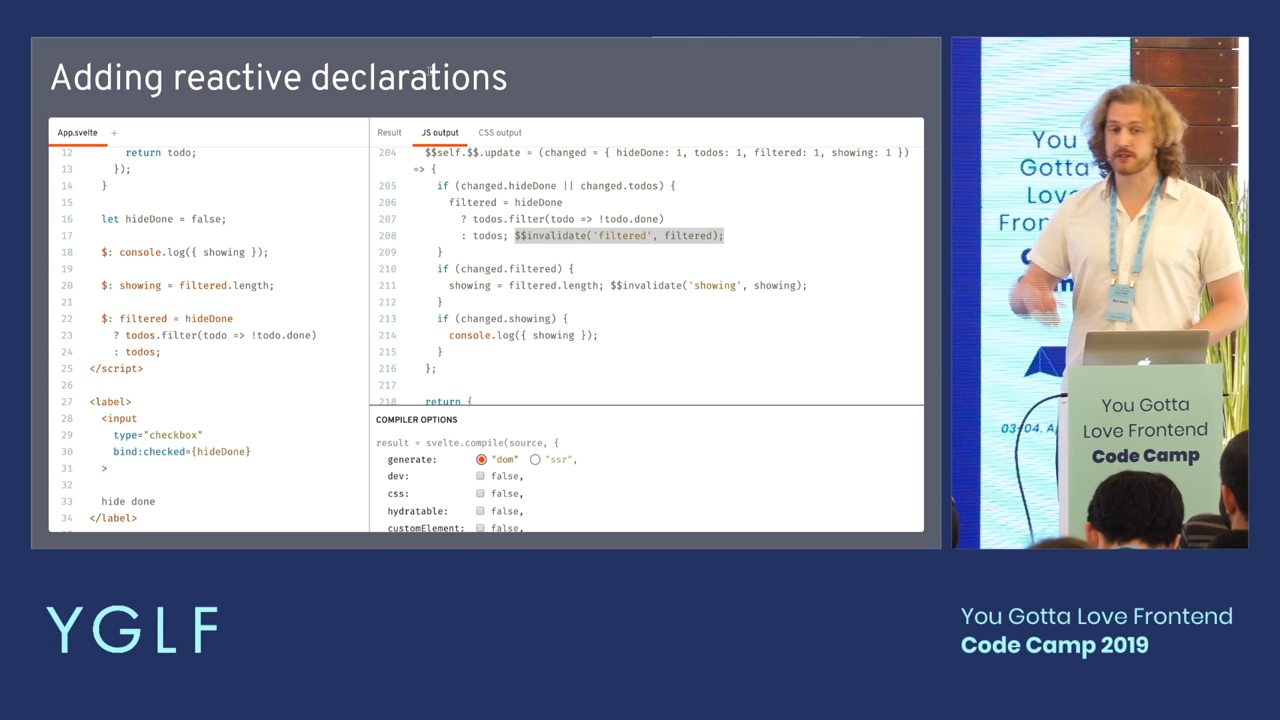 Adding reactive declarations
App.svelte +
12 return todo;
13 });
14 }
15
16 let hideDone = false;
17
18 $: console.log({ showing });
19
20 $: showing = filtered.length;
21
22 $: filtered = hideDone
23 ? todos.filter(todo => !todo.done)
24 : todos;
25 </script>
26
27 <label>
28 <input
29 type="checkbox"
30 bind:checked={hideDone}
31 >
32
33 hide done
34 </label>
Result JS output CSS output
204 $$self.$$.update = (changed = { hideDone: 1, todos: 1, filtered: 1, showing: 1 })
=> {
205 if (changed.hideDone || changed.todos) {
206 filtered = hideDone
207 ? todos.filter(todo => !todo.done)
208 : todos; $$invalidate('filtered', filtered);
209 }
210 if (changed.filtered) {
211 showing = filtered.length; $$invalidate('showing', showing);
212 }
213 if (changed.showing) {
214 console.log({ showing });
215 }
216 };
217
218 return {
COMPILER OPTIONS
result = svelte.compile(source, {
generate: "dom" "ssr",
dev: false,
css: false,
hydratable: false,
customElement: false,
You
Gotta
Love
Fron
03-04. A
You Gotta
Love Frontend
Code Camp
YGLF
You Gotta Love Frontend
Code Camp 2019